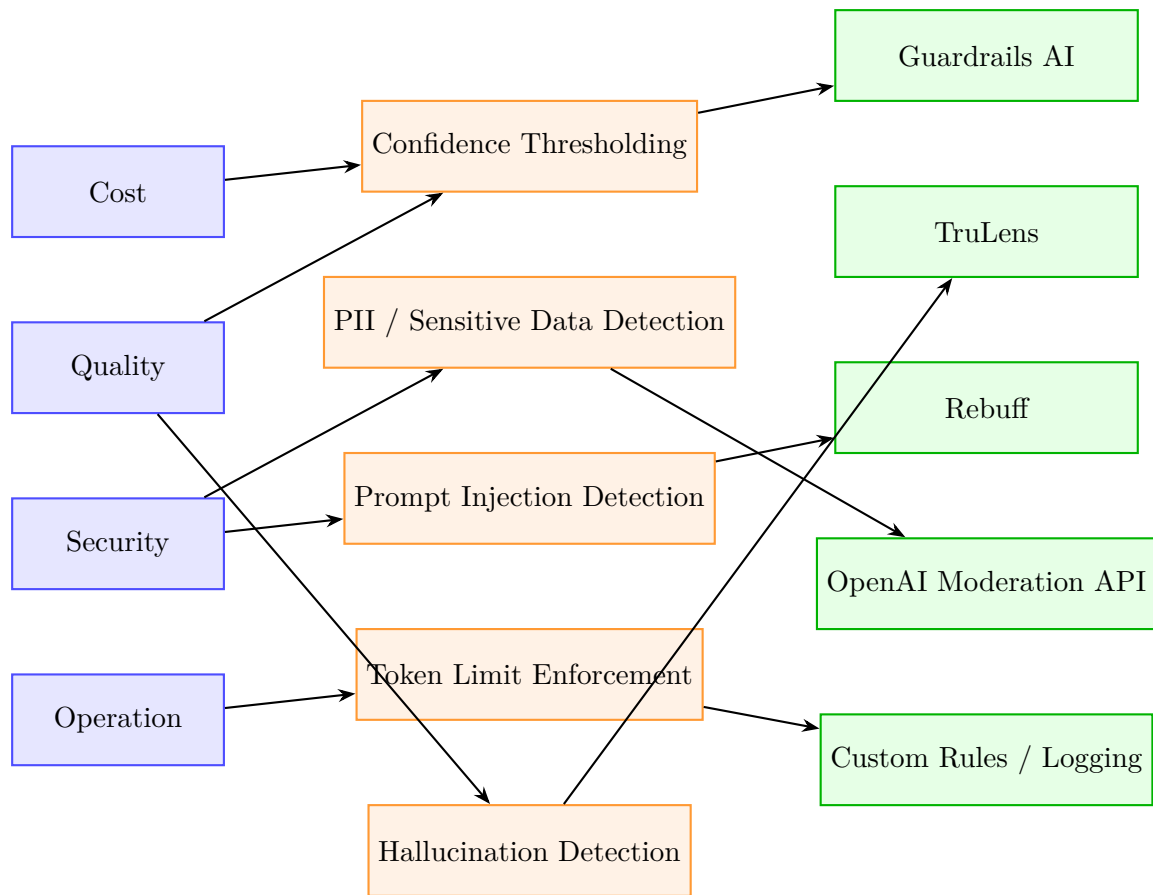 Cost
Quality
Security
Operation
Confidence Thresholding
PII / Sensitive Data Detection
Prompt Injection Detection
Token Limit Enforcement
Hallucination Detection
Guardrails AI
TruLens
Rebuff
OpenAI Moderation API
Custom Rules / Logging